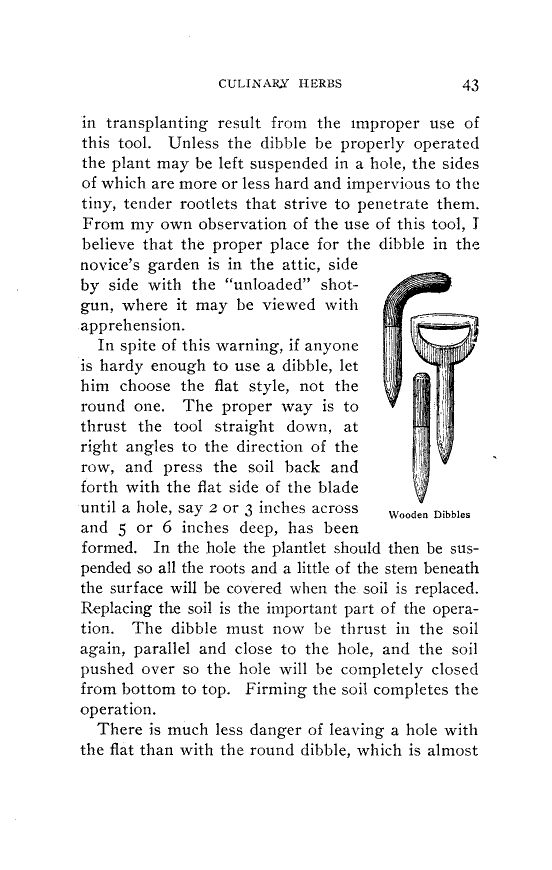 CULINARY HERBS 43
in transplanting result from the improper use of
this tool. Unless the dibble be properly operated
the plant may be left suspended in a hole, the sides
of which are more or less hard and impervious to the
tiny, tender rootlets that strive to penetrate them.
From my own observation of the use of this tool, I
believe that the proper place for the dibble in the
novice's garden is in the attic, side
by side with the "unloaded" shot-
gun, where it may be viewed with
apprehension.
In spite of this warning, if anyone
is hardy enough to use a dibble, let
him choose the flat style, not the
round one. The proper way is to
thrust the tool straight down, at
right angles to the direction of the
row, and press the soil back and
forth with the flat side of the blade
until a hole, say 2 or 3 inches across
and 5 or 6 inches deep, has been
Wooden Dibbles
formed. In the hole the plantlet should then be sus-
pended so all the roots and a little of the stem beneath
the surface will be covered when the soil is replaced.
Replacing the soil is the important part of the opera-
tion. The dibble must now be thrust in the soil
again, parallel and close to the hole, and the soil
pushed over so the hole will be completely closed
from bottom to top. Firming the soil completes the
operation.
There is much less danger of leaving a hole with
the flat than with the round dibble, which is almost